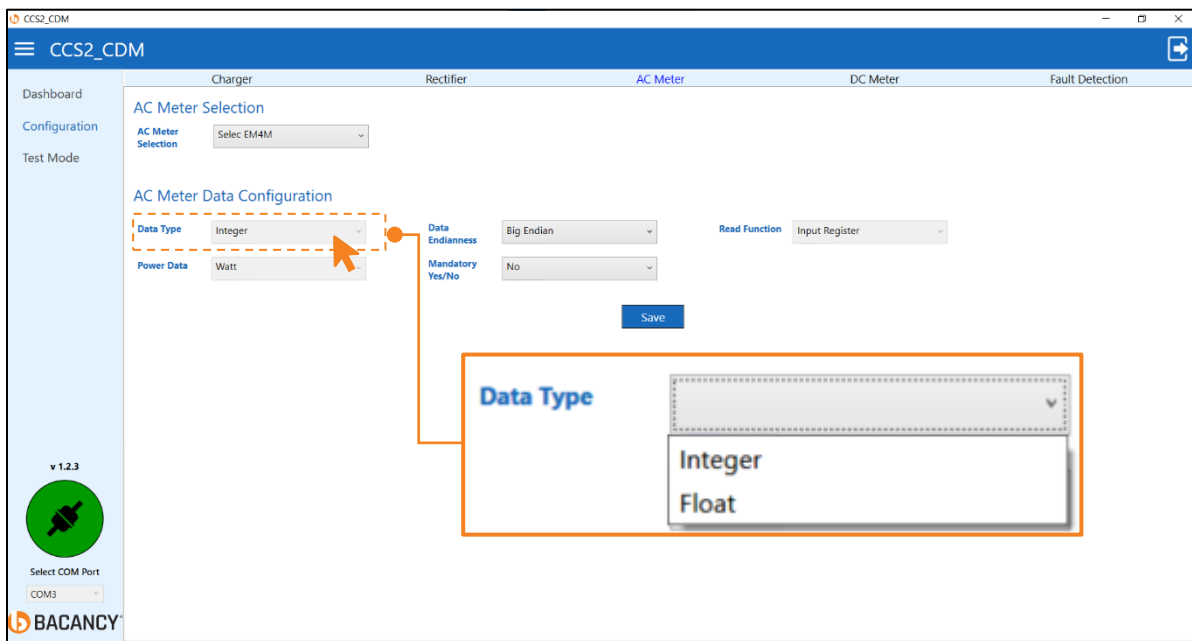 CCS2_CDM
CCS2_CDM
Charger Rectifier AC Meter DC Meter Fault Detection
Dashboard
Configuration
Test Mode
AC Meter Selection
AC Meter
Selection
Selec EM4M
AC Meter Data Configuration
Data Type Integer
Data
Endianness
Big Endian
Read Function Input Register
Power Data Watt
Mandatory
Yes/No
No
Save
Data Type
Integer
Float
v 1.2.3
Select COM Port
COM3
BACANCY